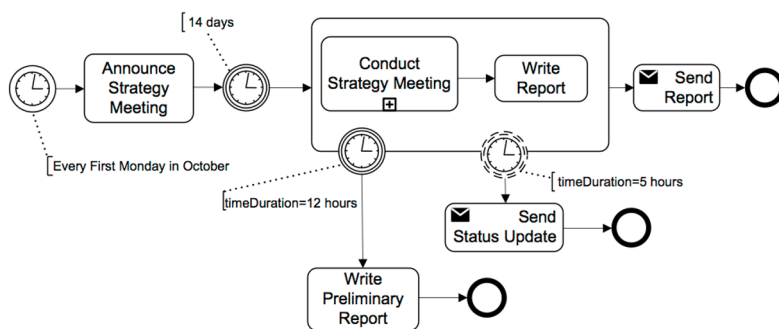 14 days
Announce
Strategy
Meeting
Conduct
Strategy Meeting
Write
Report
Send
Report
Every First Monday in October
timeDuration=12 hours
timeDuration=5 hours
Send
Status Update
Write
Preliminary
Report